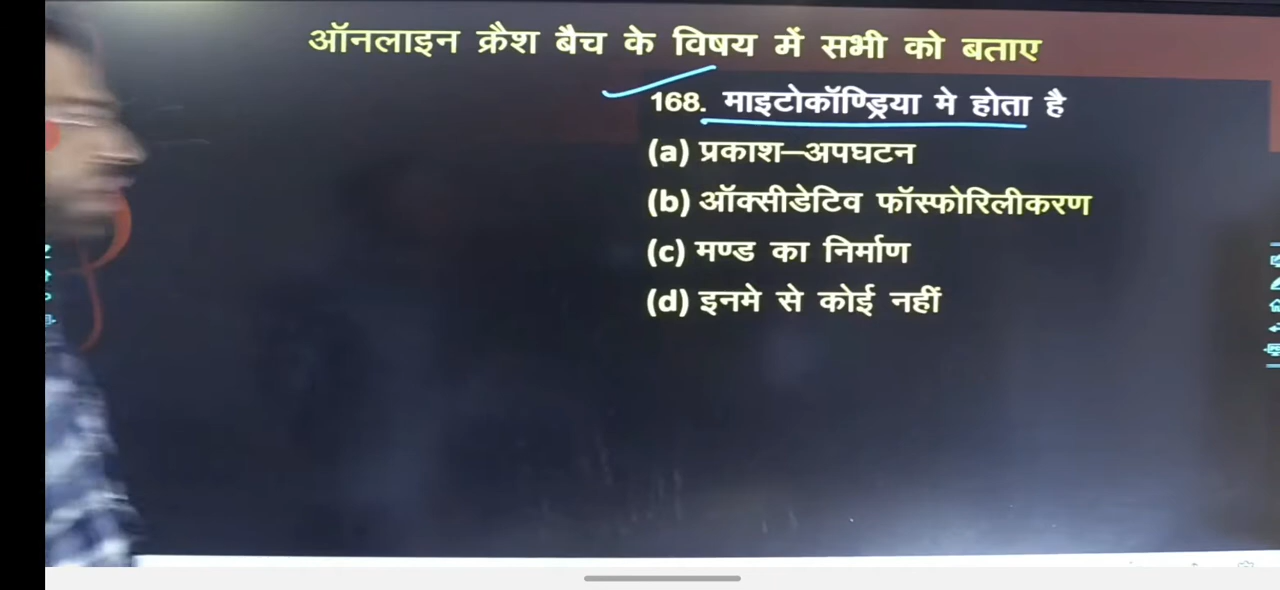 ऑनलाइन क्रैश बैच के विषय में सभी को बताए
168. माइटोकॉण्ड्रिया मे होता है
(a) प्रकाश–अपघटन
(b) ऑक्सीडेटिव फॉस्फोरिलीकरण
(c) मण्ड का निर्माण
(d) इनमे से कोई नहीं